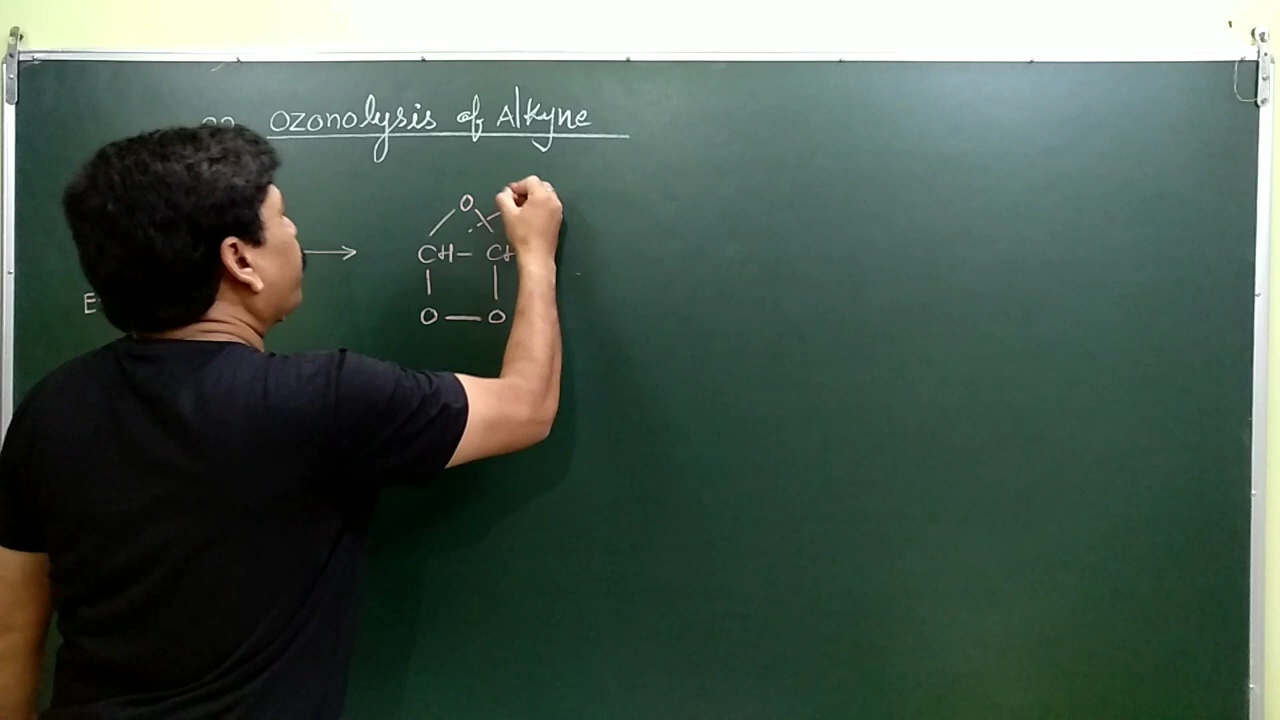 Ozonolysis of Alkyne
O
CH – CH
O — O